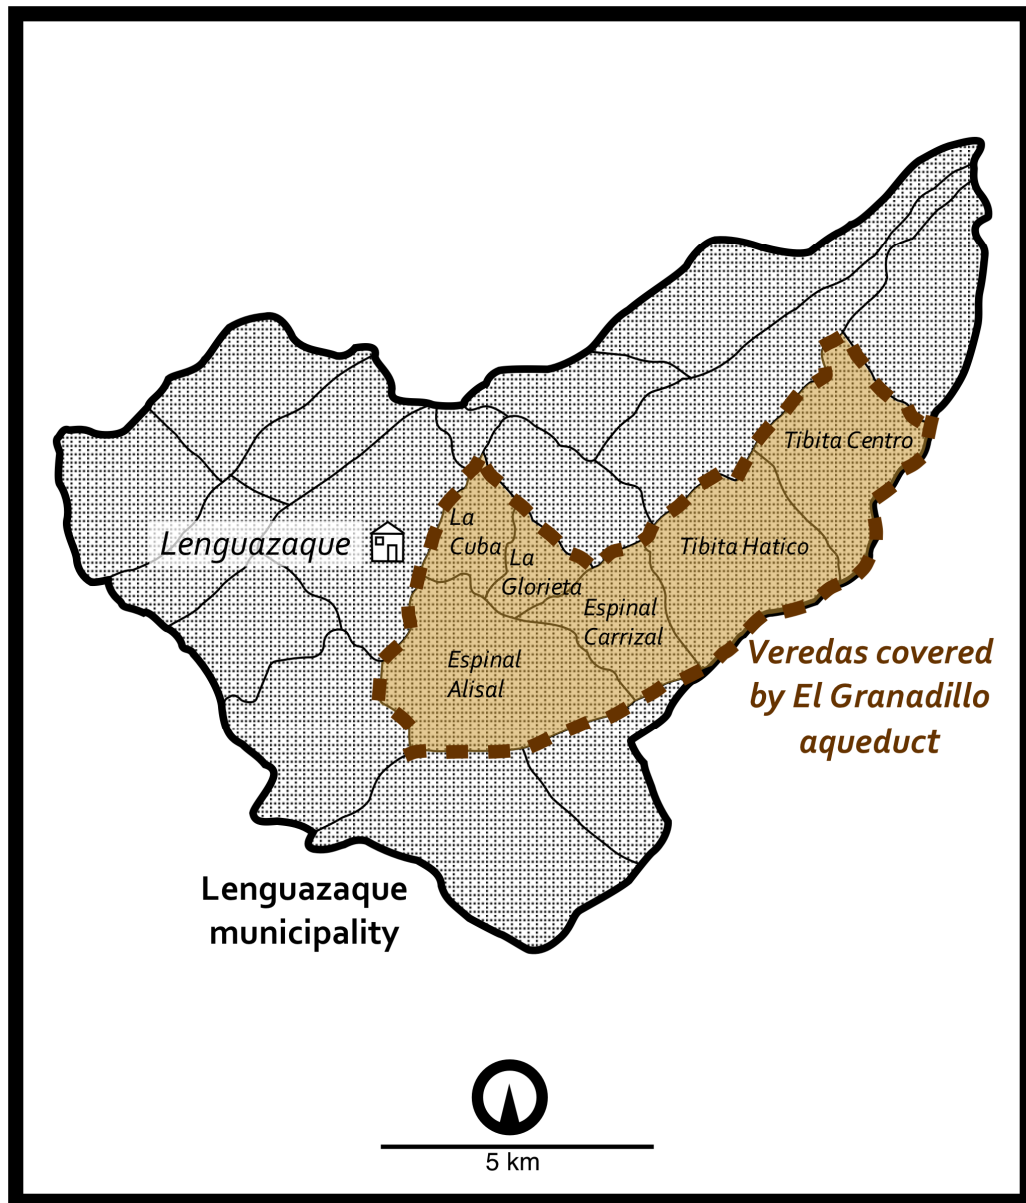 Tibita Centro
La
Cuba
Lenguazaque
La
Glorieta
Tibita Hatico
Espinal
Carrizal
Espinal
Alisal
Veredas covered
by El Granadillo
aqueduct
Lenguazaque
municipality
5 km